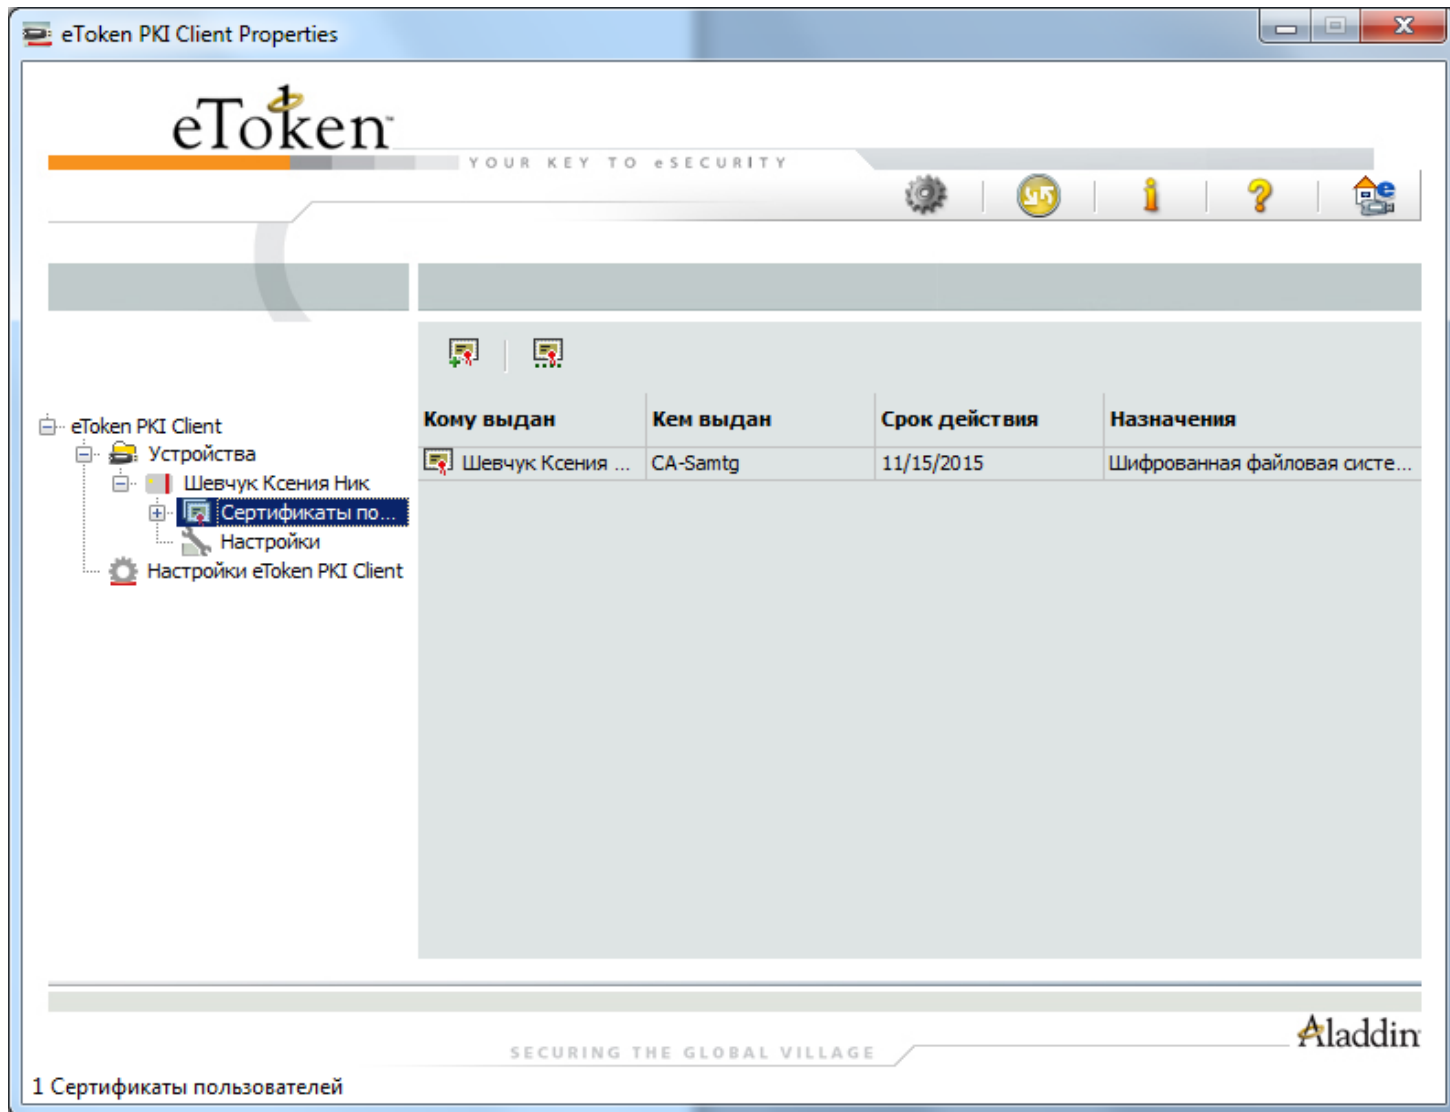 eToken PKI Client Properties
eToken
YOUR KEY TO eSECURITY
eToken PKI Client
Устройства
Шевчук Ксения Ник
Сертификаты по...
Настройки
Настройки eToken PKI Client
Кому выдан Кем выдан Срок действия Назначения
Шевчук Ксения ... CA-Samtg 11/15/2015 Шифрованная файловая систе...
Aladdin
SECURING THE GLOBAL VILLAGE
1 Сертификаты пользователей